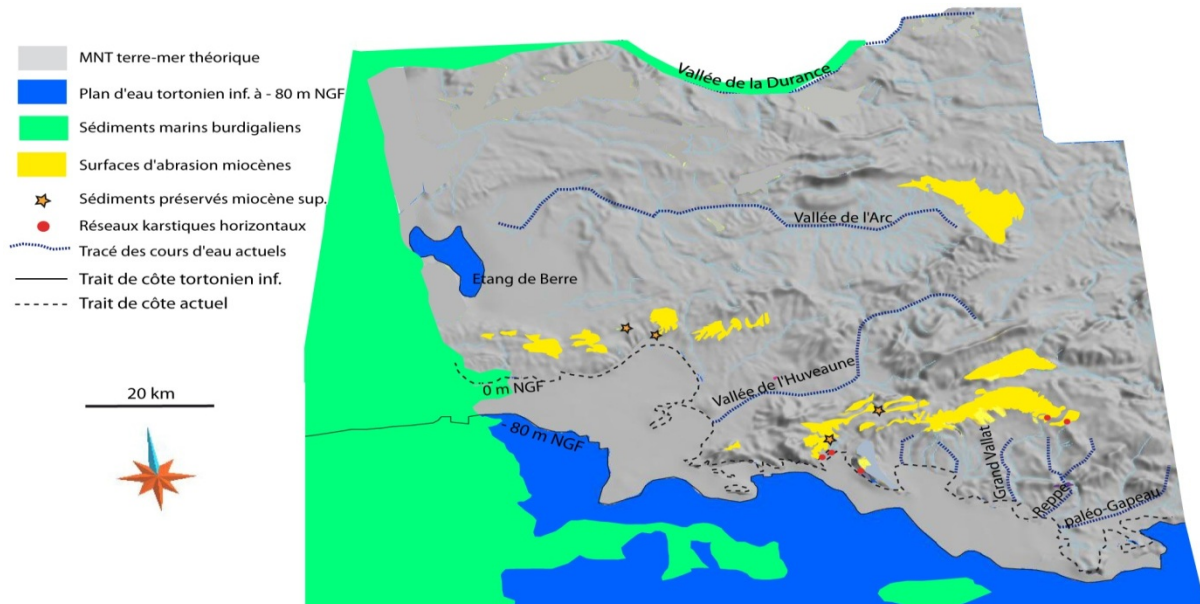 MNT terre-mer théorique
Plan d'eau tortonien inf. à - 80 m NGF
Sédiments marins burdigaliens
Surfaces d'abrasion miocènes
Sédiments préservés miocène sup.
Réseaux karstiques horizontaux
Tracé des cours d'eau actuels
Trait de côte tortonien inf.
Trait de côte actuel
20 km
Vallée de la Durance
Vallée de l'Arc
Etang de Berre
Vallée de l'Huveaune
0 m NGF
- 80 m NGF
Grand Vallat
Reppe
paléo-Gapeau